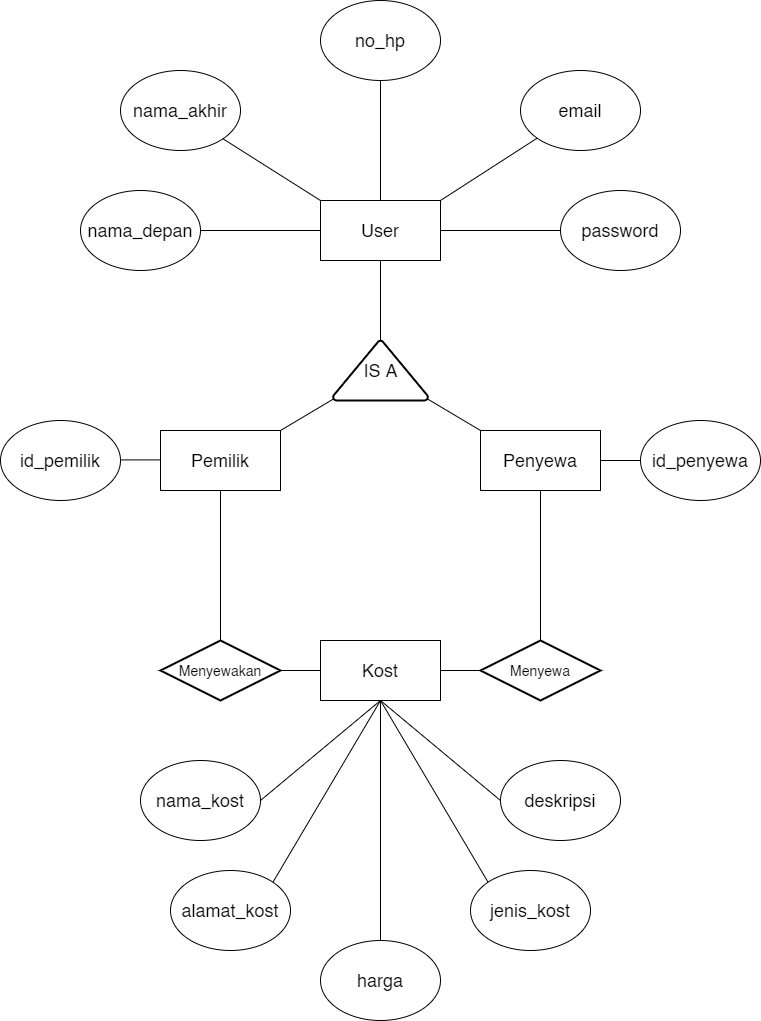 no_hp
nama_akhir
email
nama_depan
User
password
IS A
id_pemilik
Pemilik
Penyewa
id_penyewa
Menyewakan
Kost
Menyewa
nama_kost
deskripsi
alamat_kost
jenis_kost
harga